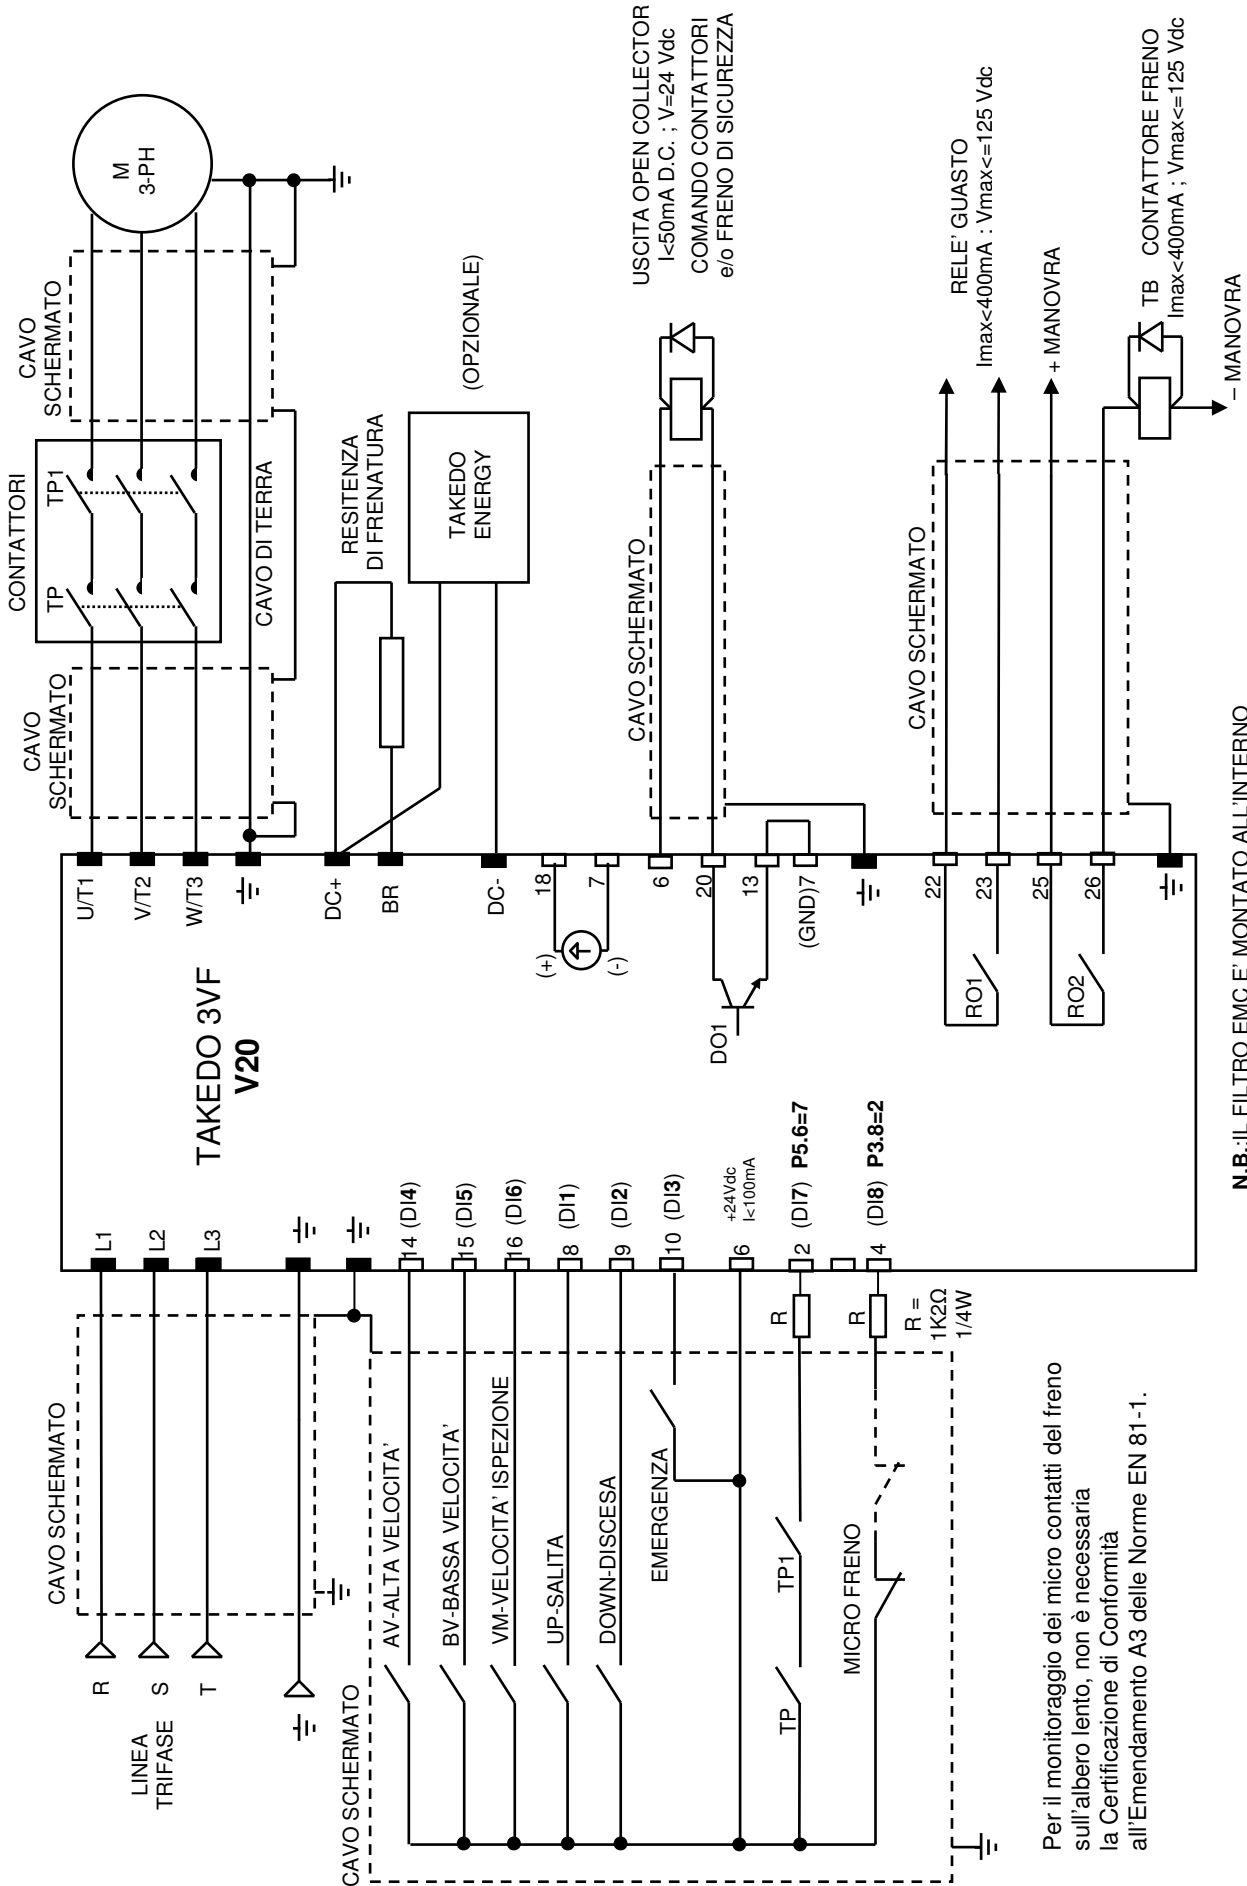 LINEA
TRIFASE
R
S
T
CAVO SCHERMATO
L1
L2
L3
TAKEDO 3VF
V20
U/T1
V/T2
W/T3
CAVO
SCHERMATO
CONTATTORI
TP
TP1
CAVO
SCHERMATO
M
3-PH
CAVO DI TERRA
DC+
BR
DC-
RESITENZA
DI FRENATURA
TAKEDO
ENERGY
(OPZIONALE)
CAVO SCHERMATO
AV-ALTA VELOCITA'
BV-BASSA VELOCITA'
VM-VELOCITA' ISPEZIONE
UP-SALITA
DOWN-DISCESA
EMERGENZA
TP
TP1
MICRO FRENO
R
R
R =
1K2Ω
1/4W
14 (DI4)
15 (DI5)
16 (DI6)
8 (DI1)
9 (DI2)
10 (DI3)
6
+24Vdc
I<100mA
2 (DI7) P5.6=7
4 (DI8) P3.8=2
(+)
(-)
18
7
DO1
6
20
13
(GND)7
CAVO SCHERMATO
USCITA OPEN COLLECTOR
I<50mA D.C. ; V=24 Vdc
COMANDO CONTATTORI
e/o FRENO DI SICUREZZA
RO1
RO2
22
23
25
26
CAVO SCHERMATO
RELE' GUASTO
Imax<400mA : Vmax<=125 Vdc
+ MANOVRA
TB CONTATTORE FRENO
Imax<400mA ; Vmax<=125 Vdc
– MANOVRA
Per il monitoraggio dei micro contatti del freno
sull'albero lento, non è necessaria
la Certificazione di Conformità
all'Emendamento A3 delle Norme EN 81-1.
N.B.:IL FILTRO EMC E' MONTATO ALL'INTERNO